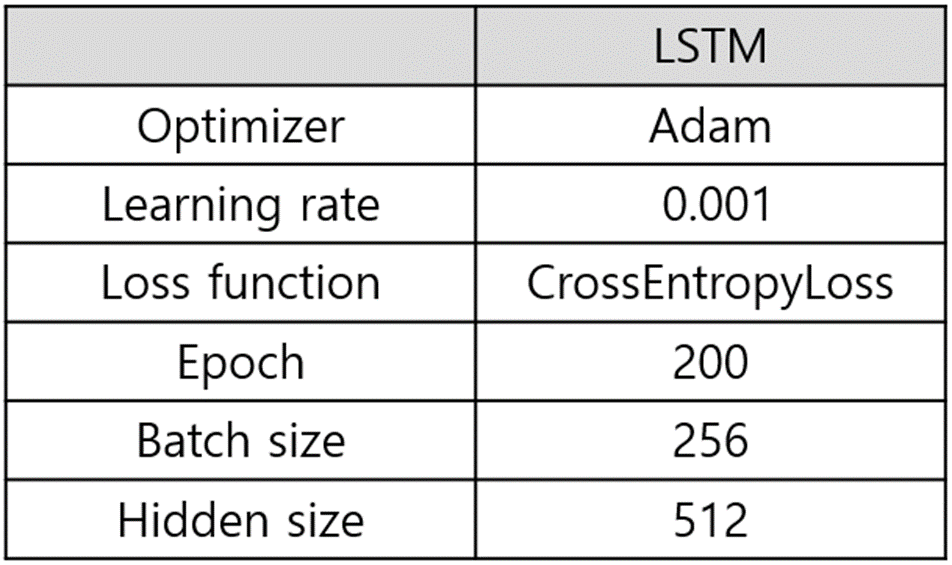 LSTM
Optimizer Adam
Learning rate 0.001
Loss function CrossEntropyLoss
Epoch 200
Batch size 256
Hidden size 512